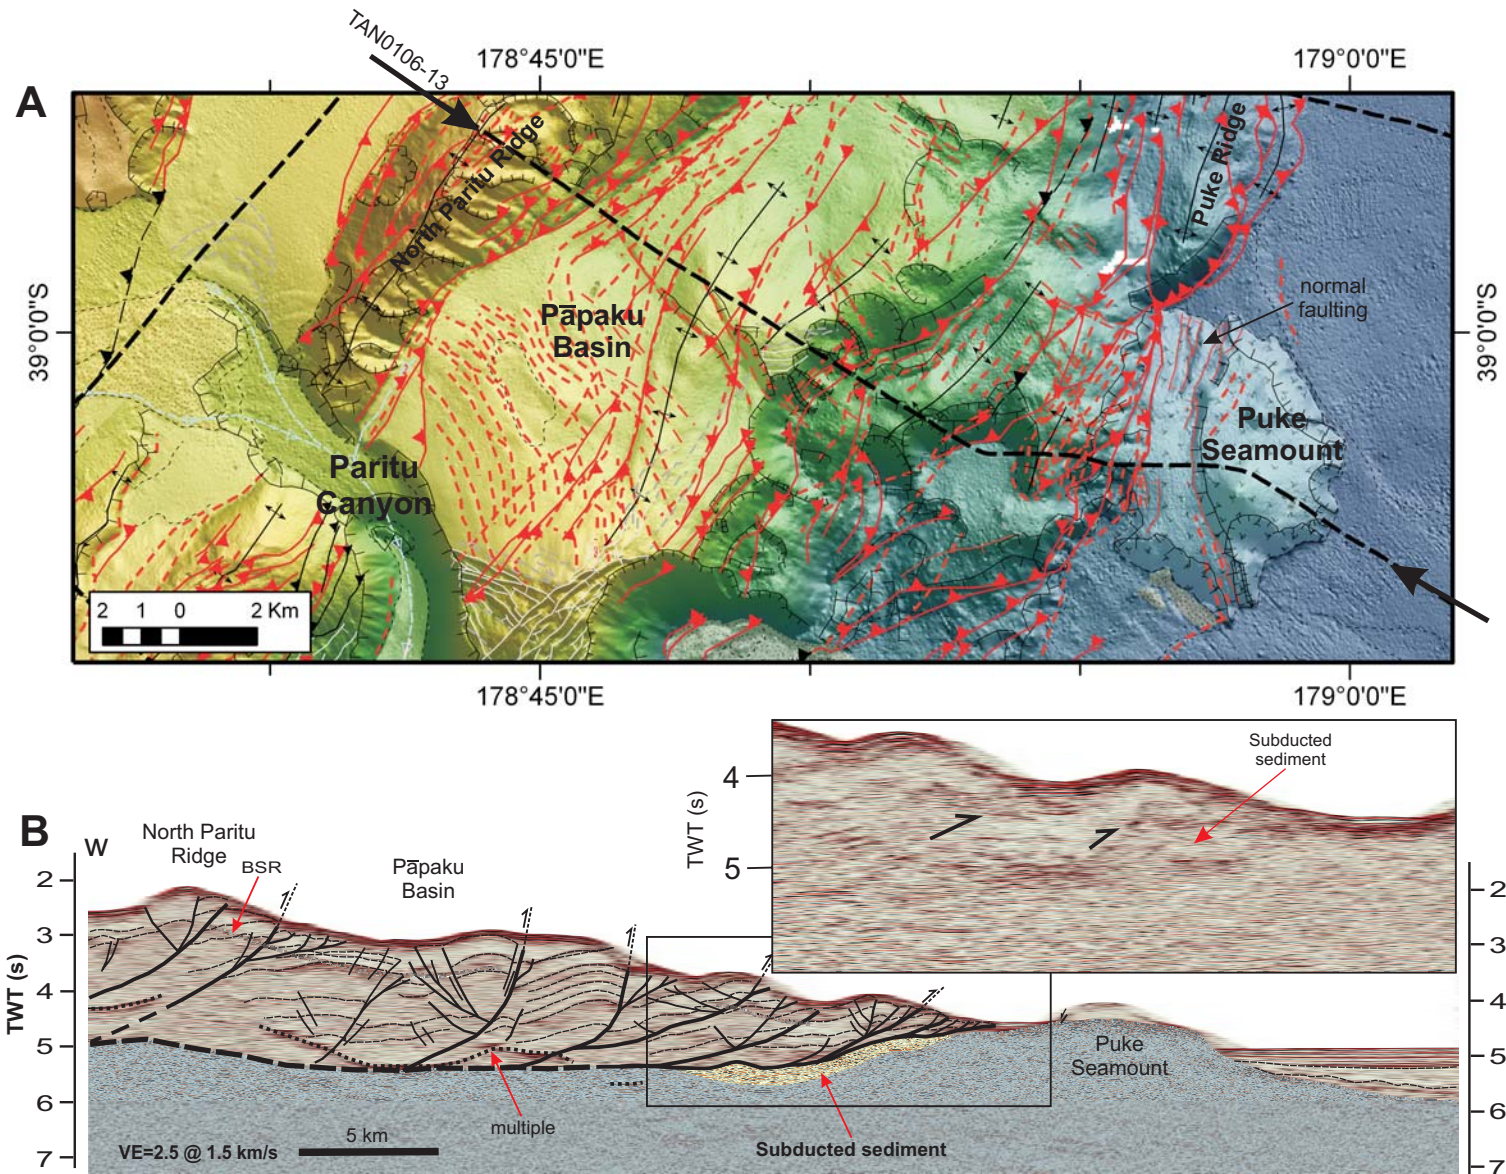 A
TAN0106-13
178°45'0"E
179°0'0"E
39°0'0"S
39°0'0"S
North Paritu Ridge
Puke Ridge
Pāpaku
Basin
normal
faulting
Puke
Seamount
Paritu
Canyon
2 1 0 2 Km
178°45'0"E
179°0'0"E
B
W
North Paritu
Ridge
BSR
Pāpaku
Basin
Subducted
sediment
TWT (s)
4
5
TWT (s)
2
3
4
5
6
7
2
3
4
5
6
7
Puke
Seamount
multiple
Subducted sediment
VE=2.5 @ 1.5 km/s
5 km